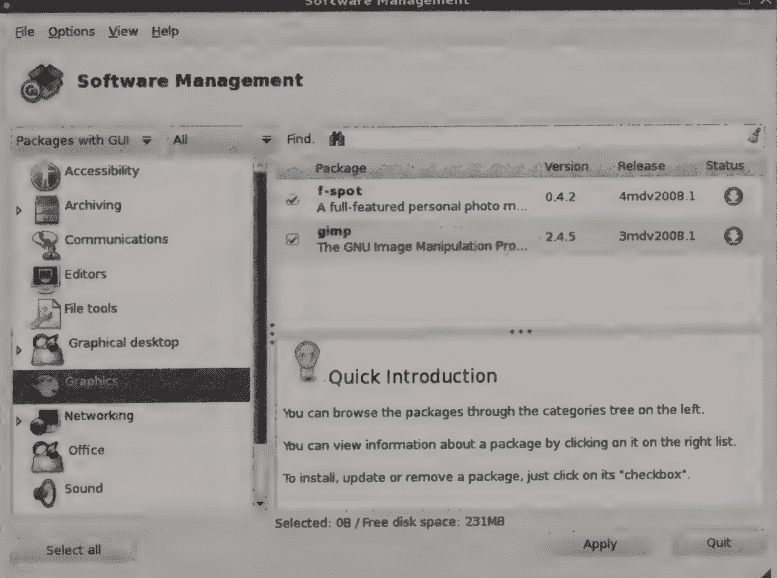 Software Management
File Options View Help
Software Management
Packages with GUI All Find.
Package Version Release Status
Accessibility
Archiving
Communications
Editors
File tools
Graphical desktop
Graphics
Networking
Office
Sound
f-spot
A full-featured personal photo m... 0.4.2 4mdv2008.1
gimp
The GNU Image Manipulation Pro... 2.4.5 3mdv2008.1
Quick Introduction
You can browse the packages through the categories tree on the left.
You can view information about a package by clicking on it on the right list.
To install, update or remove a package, just click on its "checkbox".
Selected: 0B / Free disk space: 231MB
Select all Apply Quit